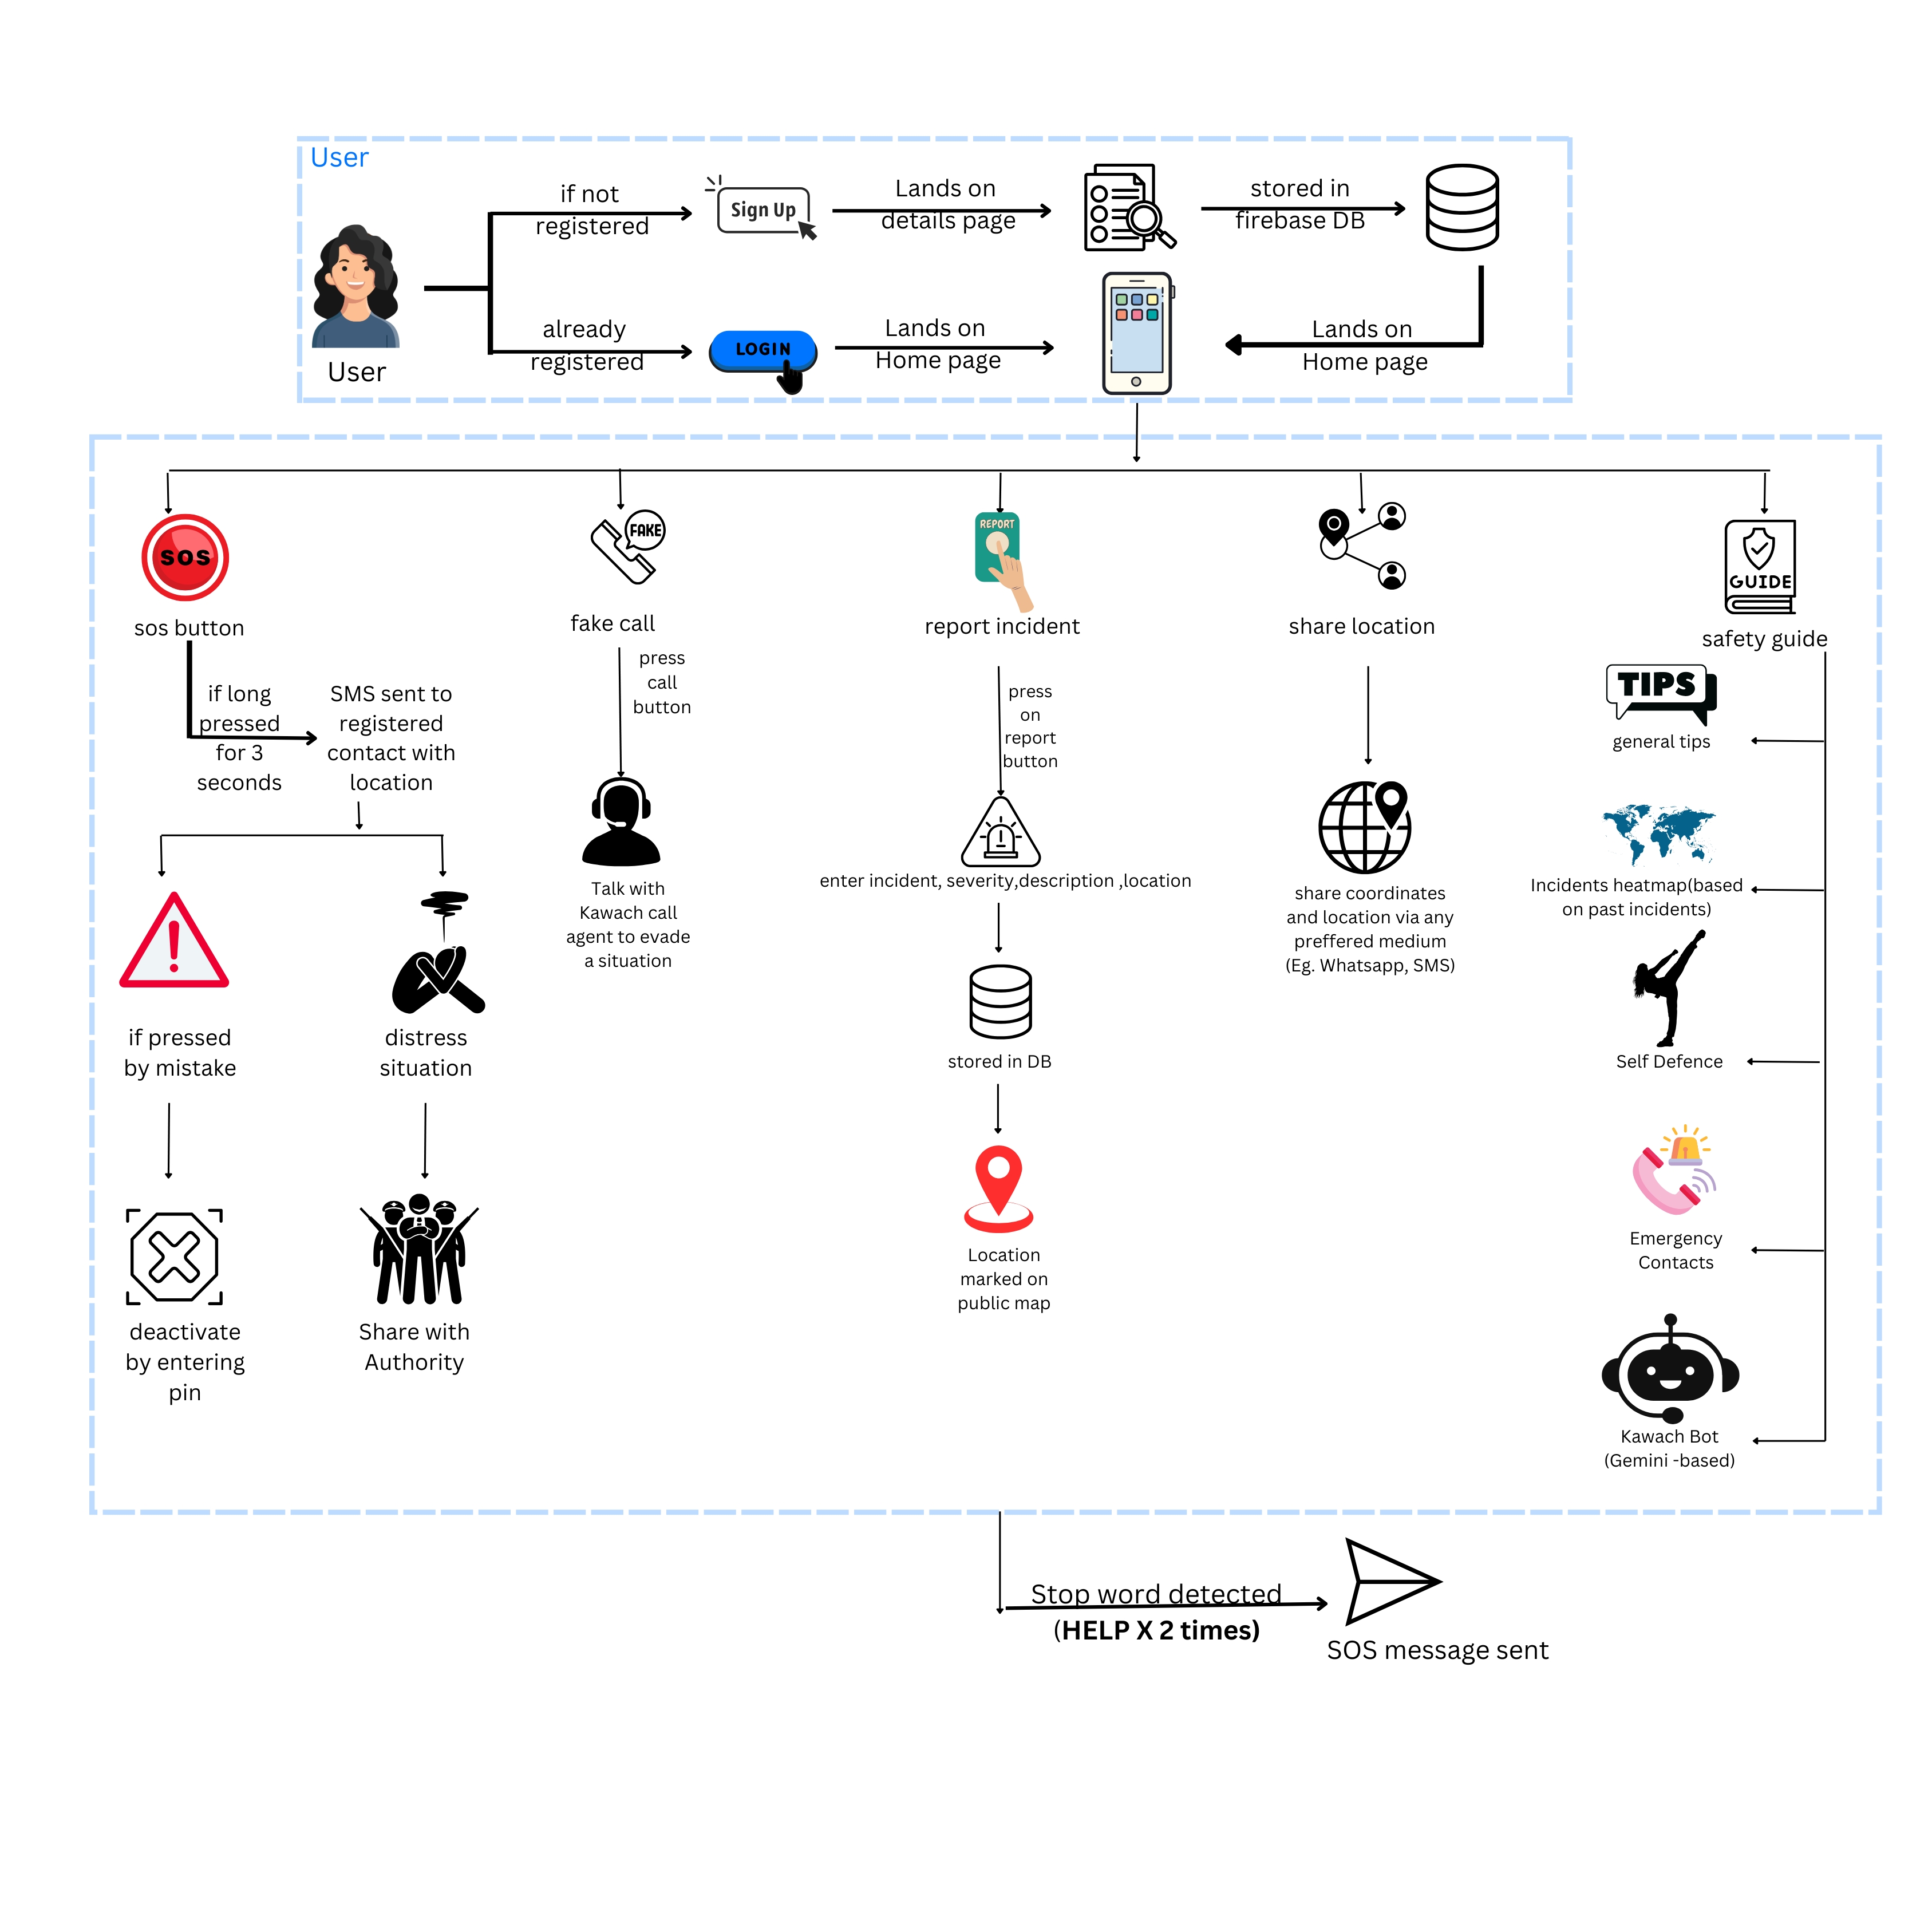 User
if not
registered
Sign Up
Lands on
details page
stored in
firebase DB
User
already
registered
LOGIN
Lands on
Home page
Lands on
Home page
SOS
sos button
if long
pressed
for 3
seconds
SMS sent to
registered
contact with
location
if pressed
by mistake
distress
situation
deactivate
by entering
pin
Share with
Authority
FAKE
fake call
press
call
button
Talk with
Kawach call
agent to evade
a situation
REPORT
report incident
press
on
report
button
enter incident, severity,description ,location
stored in DB
Location
marked on
public map
share location
share coordinates
and location via any
preffered medium
(Eg. Whatsapp, SMS)
GUIDE
safety guide
TIPS
general tips
Incidents heatmap(based
on past incidents)
Self Defence
Emergency
Contacts
Kawach Bot
(Gemini -based)
Stop word detected
(HELP X 2 times)
SOS message sent